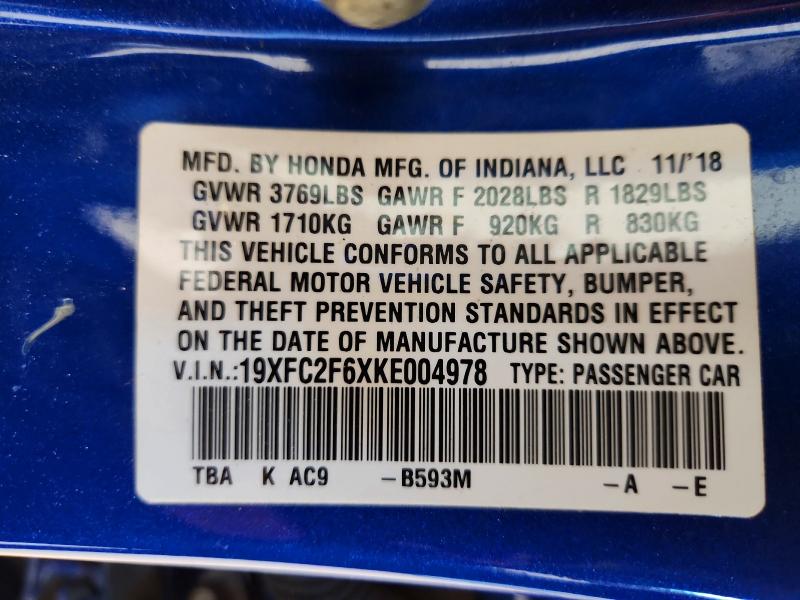 MFD. BY HONDA MFG. OF INDIANA, LLC 11/'18
GVWR 3769LBS GAWR F 2028LBS R 1829LBS
GVWR 1710KG GAWR F 920KG R 830KG
THIS VEHICLE CONFORMS TO ALL APPLICABLE
FEDERAL MOTOR VEHICLE SAFETY, BUMPER,
AND THEFT PREVENTION STANDARDS IN EFFECT
ON THE DATE OF MANUFACTURE SHOWN ABOVE.
V.I.N.:19XFC2F6XKE004978 TYPE: PASSENGER CAR
TBA K AC9 -B593M -A -E